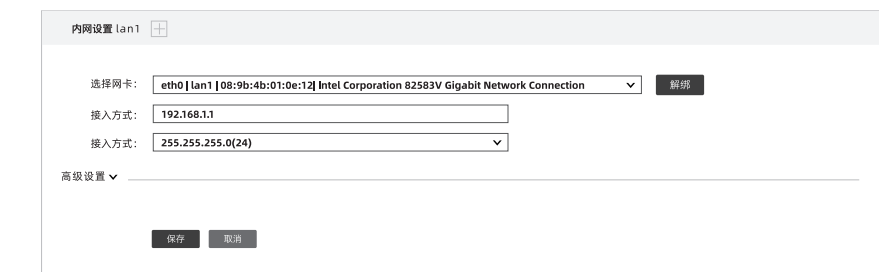 内网设置 lan1
选择网卡: eth0 | lan1 | 08:9b:4b:01:0e:12| Intel Corporation 82583V Gigabit Network Connection 解绑
接入方式: 192.168.1.1
接入方式: 255.255.255.0(24)
高级设置
保存 取消